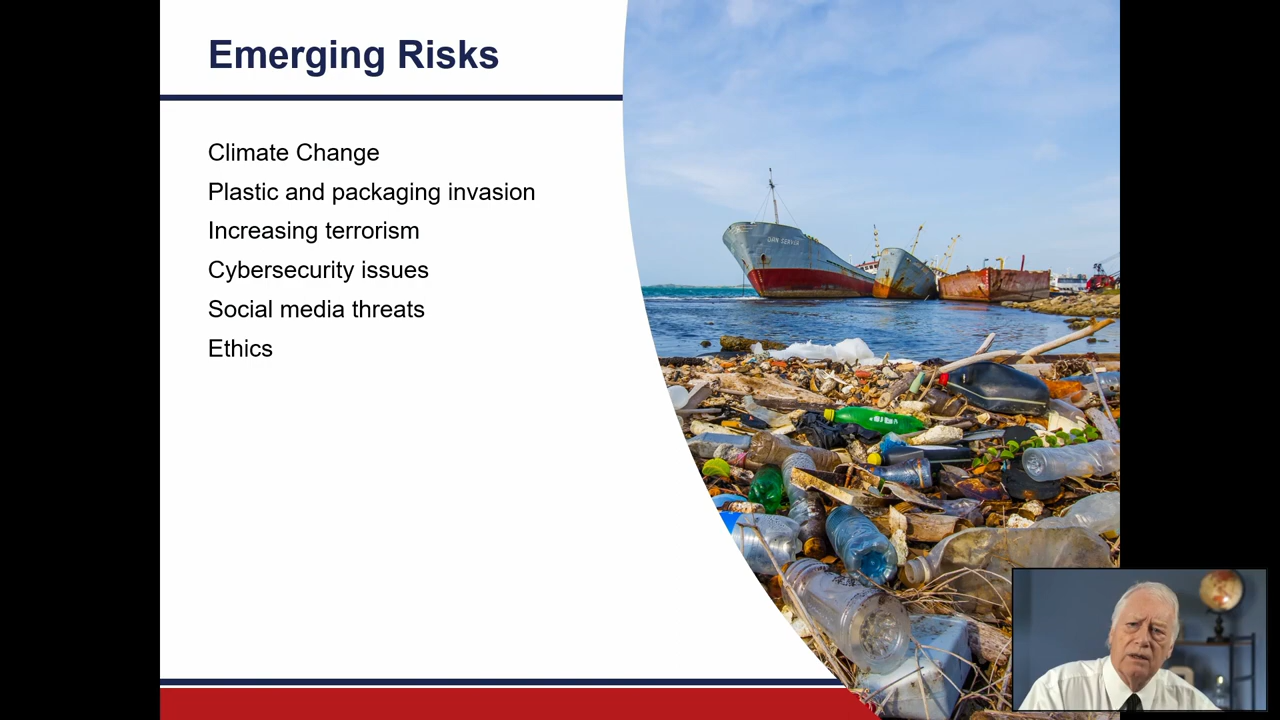 Emerging Risks
Climate Change
Plastic and packaging invasion
Increasing terrorism
Cybersecurity issues
Social media threats
Ethics